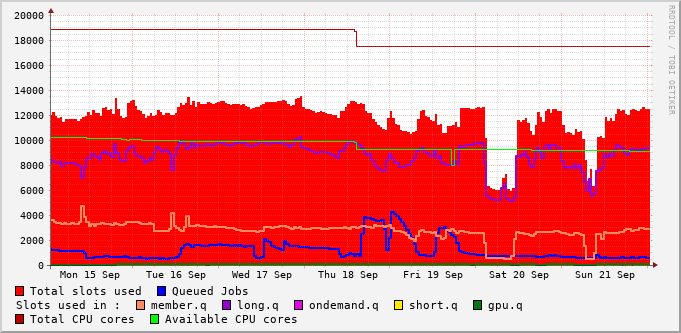 20000
18000
16000
14000
12000
10000
8000
6000
4000
2000
0
Mon 15 Sep Tue 16 Sep Wed 17 Sep Thu 18 Sep Fri 19 Sep Sat 20 Sep Sun 21 Sep
RRDTOOL / TOBI OETIKER
Total slots used Queued Jobs
Slots used in : member.q long.q ondemand.q short.q gpu.q
Total CPU cores Available CPU cores